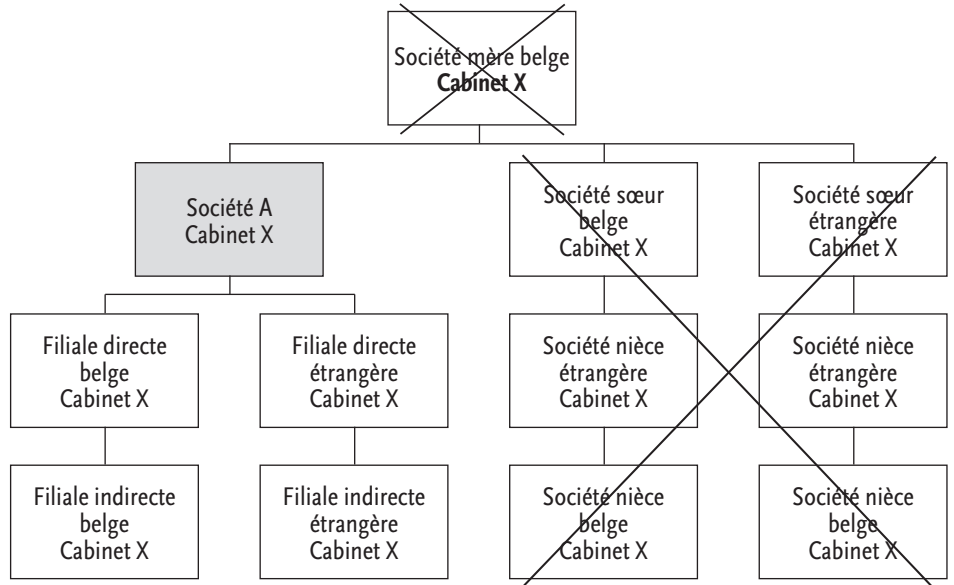 Société mère belge
Cabinet X
Société A
Cabinet X
Société sœur
belge
Cabinet X
Société sœur
étrangère
Cabinet X
Filiale directe
belge
Cabinet X
Filiale directe
étrangère
Cabinet X
Société nièce
étrangère
Cabinet X
Société nièce
étrangère
Cabinet X
Filiale indirecte
belge
Cabinet X
Filiale indirecte
étrangère
Cabinet X
Société nièce
belge
Cabinet X
Société nièce
belge
Cabinet X